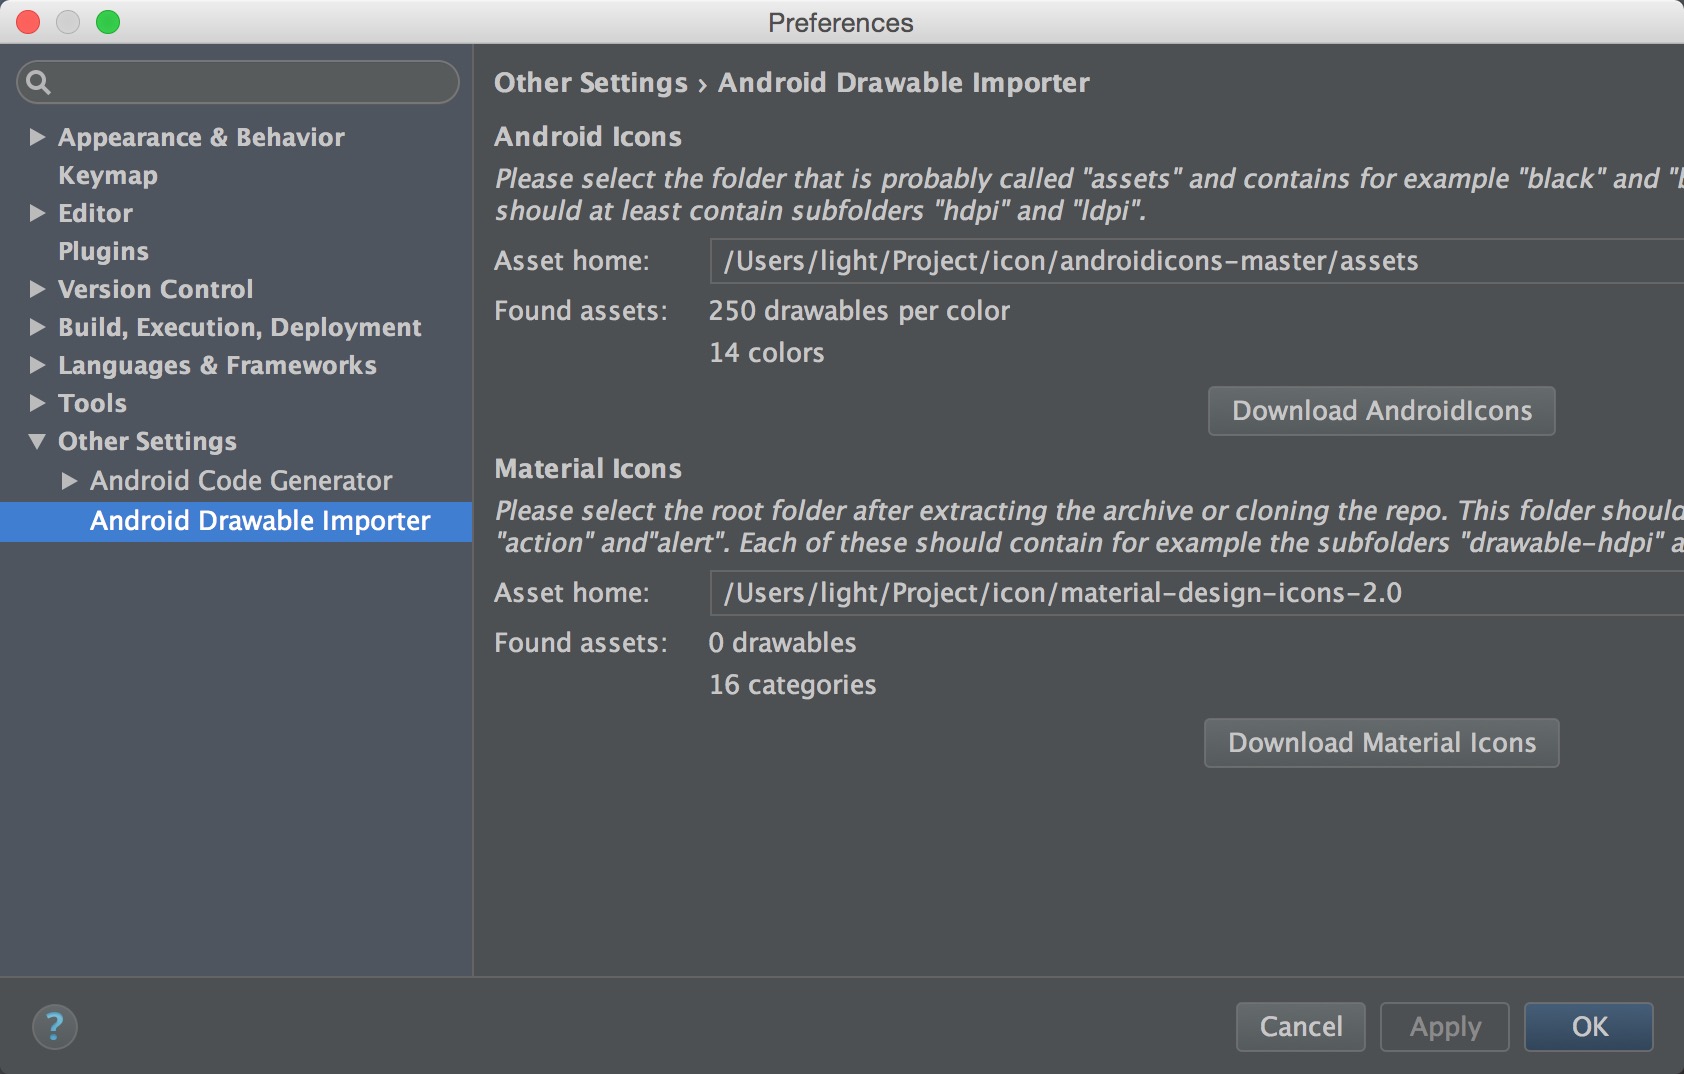 Preferences
Appearance & Behavior
Keymap
Editor
Plugins
Version Control
Build, Execution, Deployment
Languages & Frameworks
Tools
Other Settings
Android Code Generator
Android Drawable Importer
Other Settings › Android Drawable Importer
Android Icons
Please select the folder that is probably called "assets" and contains for example "black" and
should at least contain subfolders "hdpi" and "ldpi".
Asset home: /Users/light/Project/icon/androidicons-master/assets
Found assets: 250 drawables per color
14 colors
Download AndroidIcons
Material Icons
Please select the root folder after extracting the archive or cloning the repo. This folder should
"action" and"alert". Each of these should contain for example the subfolders "drawable-hdpi"
Asset home: /Users/light/Project/icon/material-design-icons-2.0
Found assets: 0 drawables
16 categories
Download Material Icons
?
Cancel
Apply
OK